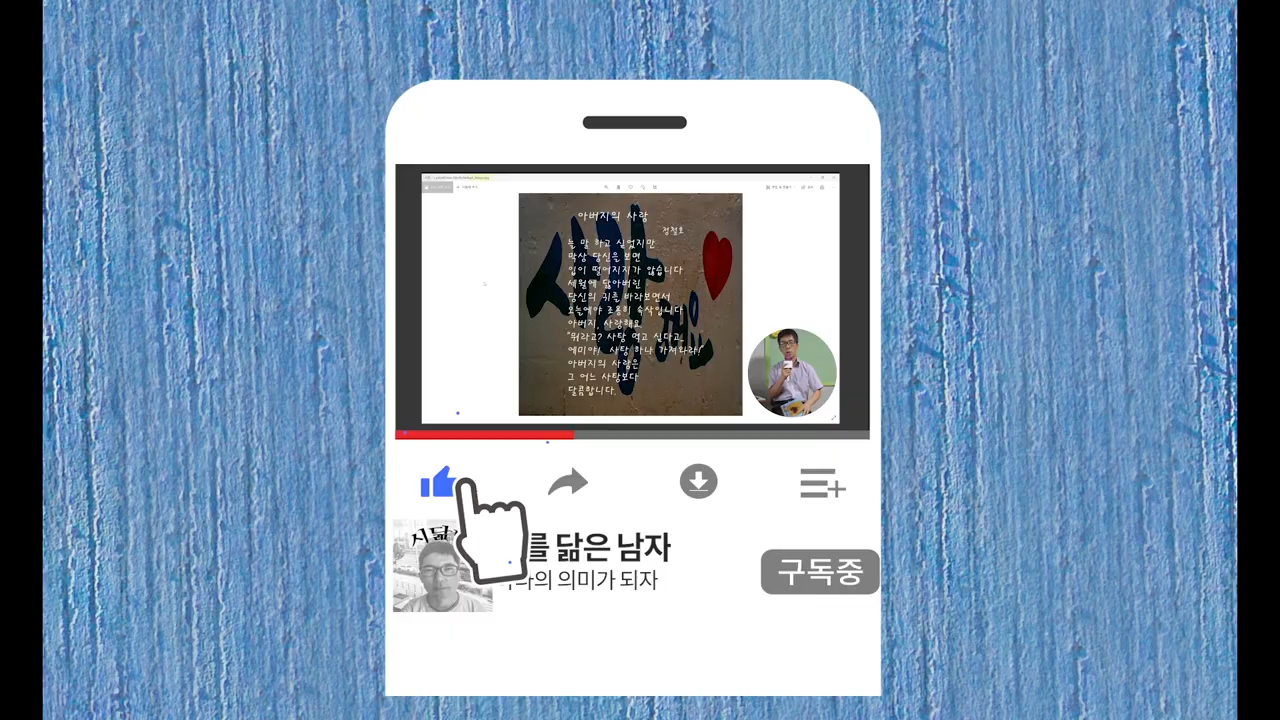 아버지의 사랑
정철호
늘 말 하고 싶었지만
막상 당신을 보면
입이 떨어지지가 않습니다
세월에 닳아버린
당신의 귀를 바라보면서
오늘에야 조용히 속삭입니다
아버지, 사랑해요
"뭐라고? 사탕 먹고 싶다고
에미야! 사탕 하나 가져와라!"
아버지의 사랑은
그 어느 사탕보다
달콤합니다.
시닮
를 닮은 남자
의 의미가 되자
구독중